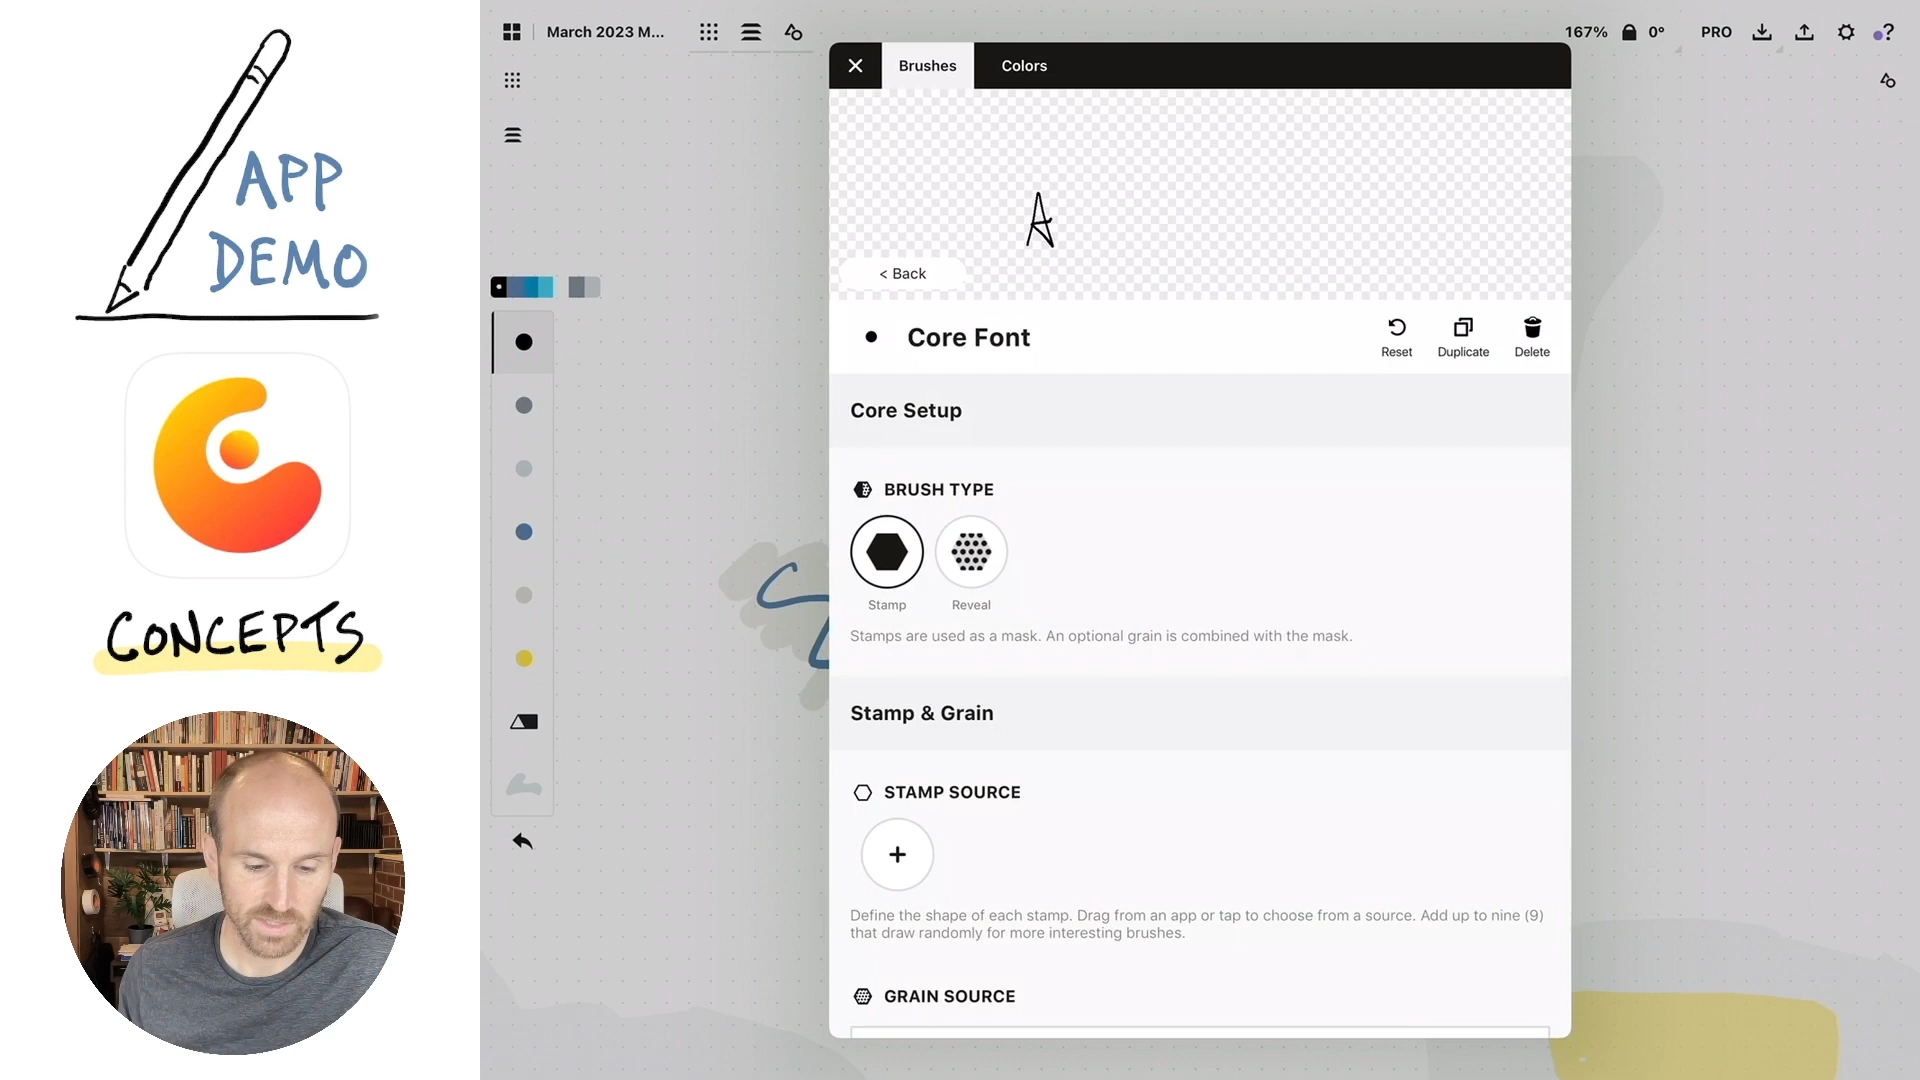 APP
DEMO
CONCEPTS
March 2023 M...
167%
0°
PRO
?
Brushes
Colors
A
< Back
Core Font
Reset
Duplicate
Delete
Core Setup
BRUSH TYPE
Stamp
Reveal
Stamps are used as a mask. An optional grain is combined with the mask.
Stamp & Grain
STAMP SOURCE
+
Define the shape of each stamp. Drag from an app or tap to choose from a source. Add up to nine (9)
that draw randomly for more interesting brushes.
GRAIN SOURCE